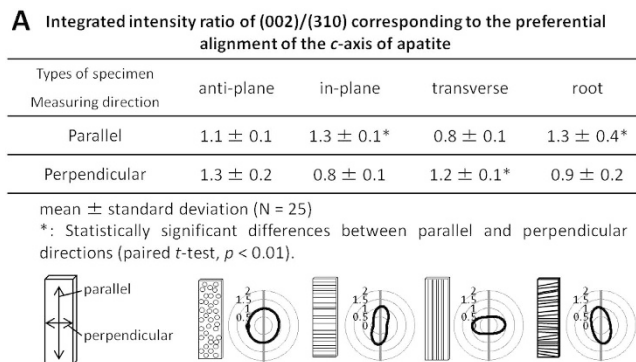 A Integrated intensity ratio of (002)/(310) corresponding to the preferential
alignment of the c-axis of apatite
Types of specimen
Measuring direction
anti-plane in-plane transverse root
Parallel 1.1 ± 0.1 1.3 ± 0.1* 0.8 ± 0.1 1.3 ± 0.4*
Perpendicular 1.3 ± 0.2 0.8 ± 0.1 1.2 ± 0.1* 0.9 ± 0.2
mean ± standard deviation (N = 25)
*: Statistically significant differences between parallel and perpendicular
directions (paired t-test, p < 0.01).
parallel
perpendicular
2
1.5
1
0.5
0
2
1.5
1
0.5
0
2
1.5
1
0.5
0
2
1.5
1
0.5
0